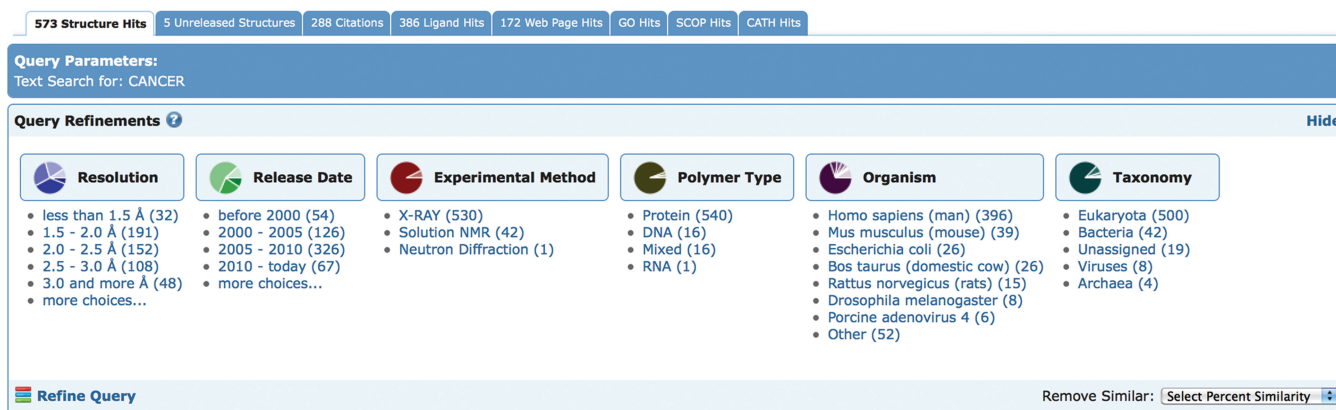 573 Structure Hits 5 Unreleased Structures 288 Citations 386 Ligand Hits 172 Web Page Hits GO Hits SCOP Hits CATH Hits
Query Parameters:
Text Search for: CANCER
Query Refinements ?
Hide
Resolution
less than 1.5 Å (32)
1.5 - 2.0 Å (191)
2.0 - 2.5 Å (152)
2.5 - 3.0 Å (108)
3.0 and more Å (48)
more choices...
Release Date
before 2000 (54)
2000 - 2005 (126)
2005 - 2010 (326)
2010 - today (67)
more choices...
Experimental Method
X-RAY (530)
Solution NMR (42)
Neutron Diffraction (1)
Polymer Type
Protein (540)
DNA (16)
Mixed (16)
RNA (1)
Organism
Homo sapiens (man) (396)
Mus musculus (mouse) (39)
Escherichia coli (26)
Bos taurus (domestic cow) (26)
Rattus norvegicus (rats) (15)
Drosophila melanogaster (8)
Porcine adenovirus 4 (6)
Other (52)
Taxonomy
Eukaryota (500)
Bacteria (42)
Unassigned (19)
Viruses (8)
Archaea (4)
Refine Query
Remove Similar: Select Percent Similarity